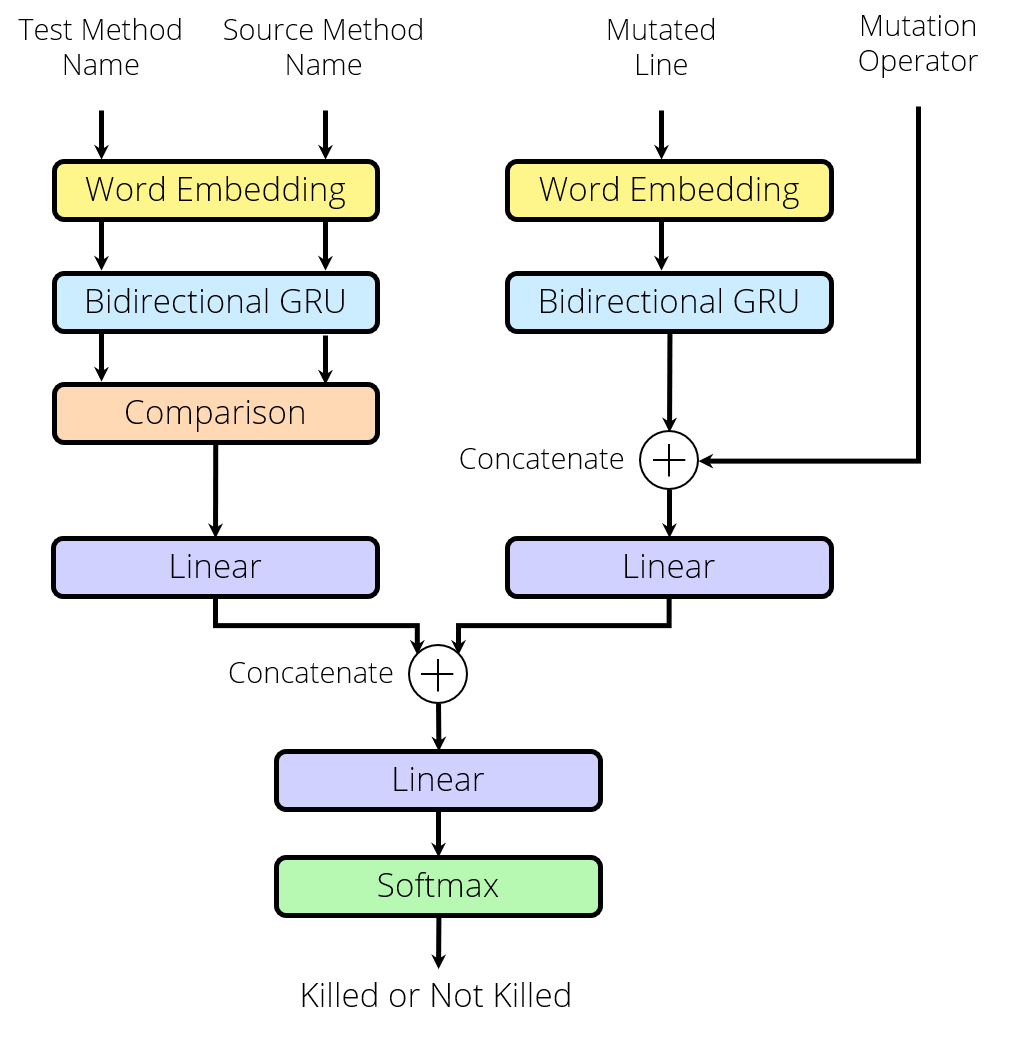 Test Method
Name
Source Method
Name
Mutated
Line
Mutation
Operator
Word Embedding
Word Embedding
Bidirectional GRU
Bidirectional GRU
Comparison
Concatenate
Linear
Linear
Concatenate
Linear
Softmax
Killed or Not Killed